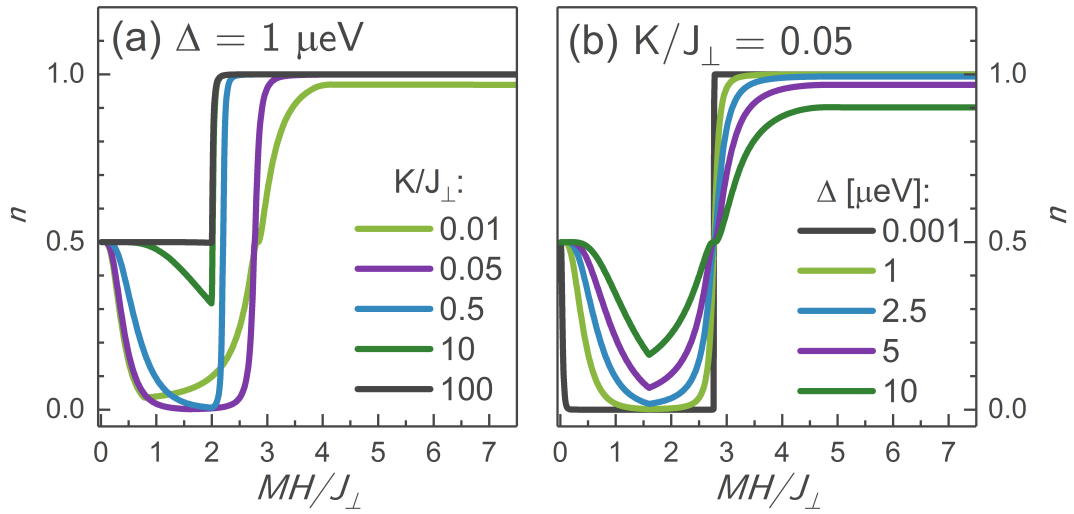 (a) Δ = 1 μeV
1.0
0.5
0.0
n
K/J⊥:
0.01
0.05
0.5
10
100
0 1 2 3 4 5 6 7
MH/J⊥
(b) K/J⊥ = 0.05
Δ [μeV]:
0.001
1
2.5
5
10
1.0
0.5
0.0
n
0 1 2 3 4 5 6 7
MH/J⊥